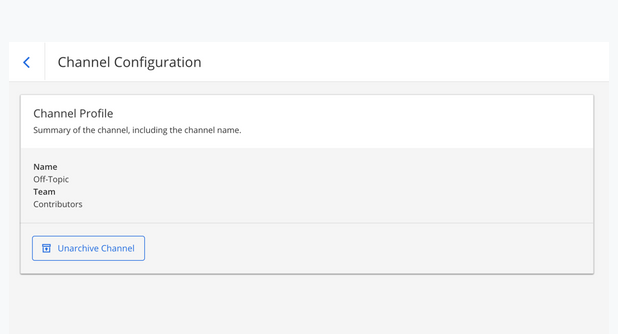 Channel Configuration
Channel Profile
Summary of the channel, including the channel name.
Name
Off-Topic
Team
Contributors
Unarchive Channel